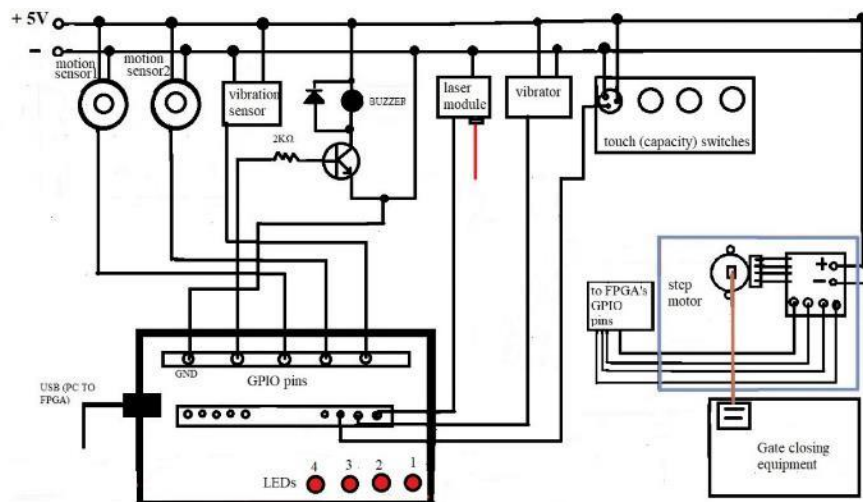 + 5V
-
motion
sensor1
motion
sensor2
vibration
sensor
BUZZER
2KΩ
laser
module
vibrator
touch (capacity) switches
step
motor
+
-
to FPGA's
GPIO
pins
GND
GPIO pins
USB (PC TO
FPGA)
LEDs
4
3
2
1
Gate closing
equipment